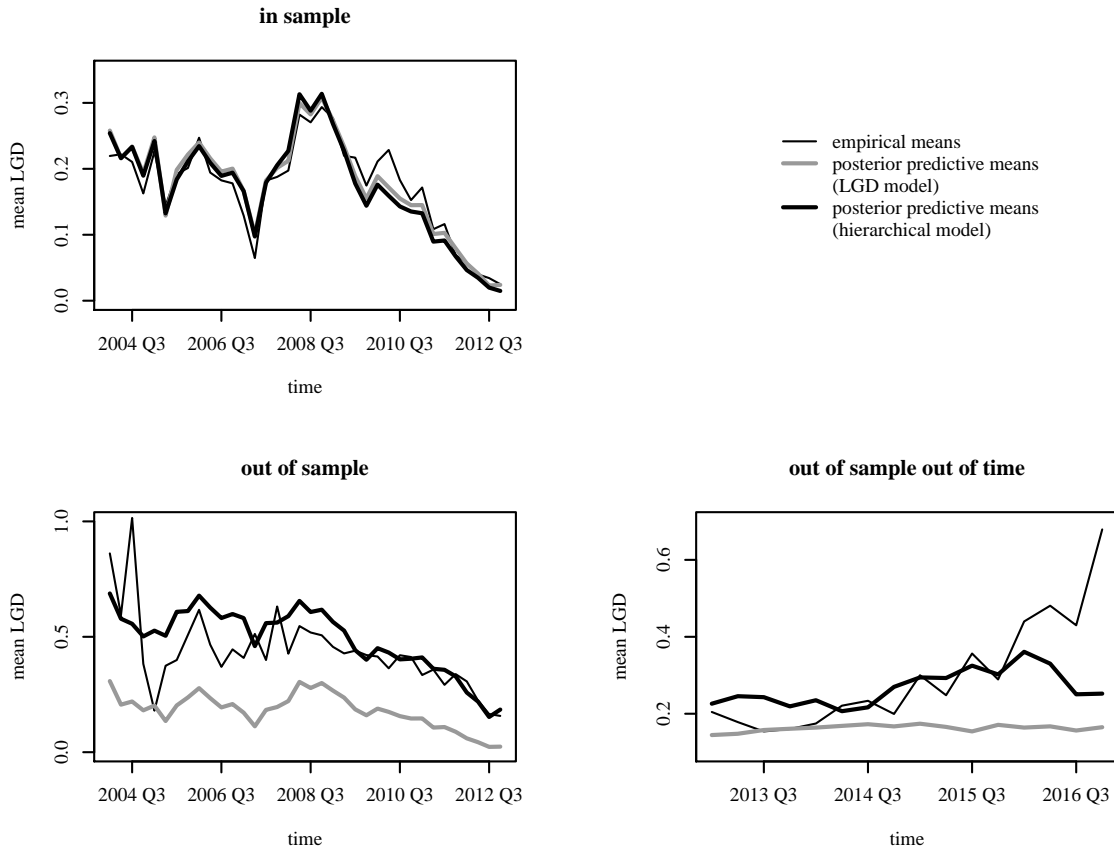 in sample
mean LGD
0.3
0.2
0.1
0.0
2004 Q3 2006 Q3 2008 Q3 2010 Q3 2012 Q3
time
empirical means
posterior predictive means
(LGD model)
posterior predictive means
(hierarchical model)
out of sample
mean LGD
1.0
0.5
0.0
2004 Q3 2006 Q3 2008 Q3 2010 Q3 2012 Q3
time
out of sample out of time
mean LGD
0.6
0.4
0.2
2013 Q3 2014 Q3 2015 Q3 2016 Q3
time